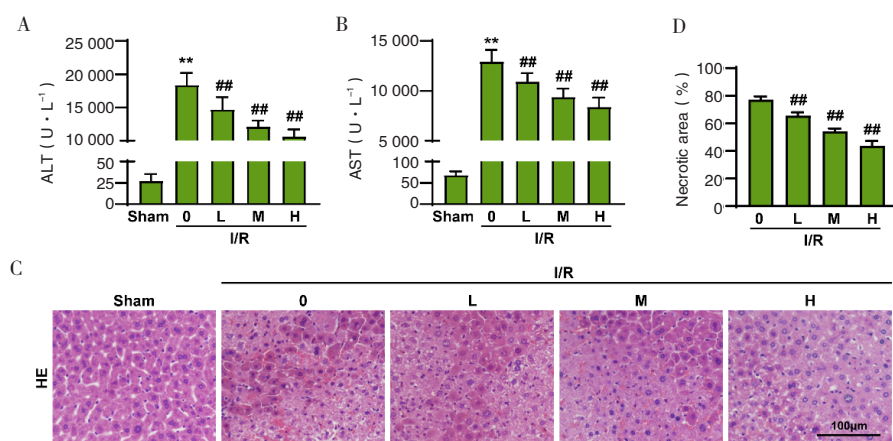 A
25 000
20 000
15 000
10 000
50
25
0
ALT ( U · L⁻¹ )
**
##
##
##
Sham
0
L
M
H
I/R
B
15 000
10 000
5 000
100
50
0
AST ( U · L⁻¹ )
**
##
##
##
Sham
0
L
M
H
I/R
D
100
80
60
40
20
0
Necrotic area ( % )
##
##
##
0
L
M
H
I/R
C
I/R
Sham
0
L
M
H
HE
100μm